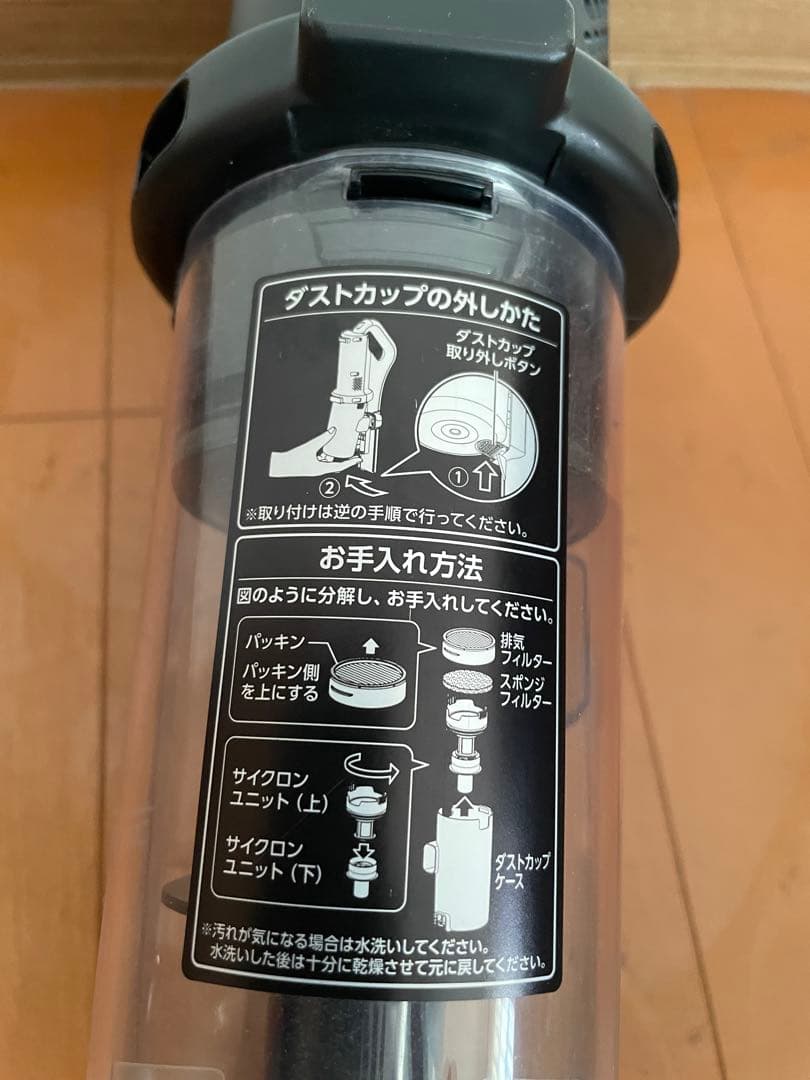 ダストカップの外しかた
ダストカップ
取り外しボタン
①
②
※取り付けは逆の手順で行ってください。
お手入れ方法
図のように分解し、お手入れしてください。
パッキン
パッキン側
を上にする
排気
フィルター
スポンジ
フィルター
サイクロン
ユニット（上）
サイクロン
ユニット（下）
ダストカップ
ケース
※汚れが気になる場合は水洗いしてください。
水洗いした後は十分に乾燥させて元に戻してください。